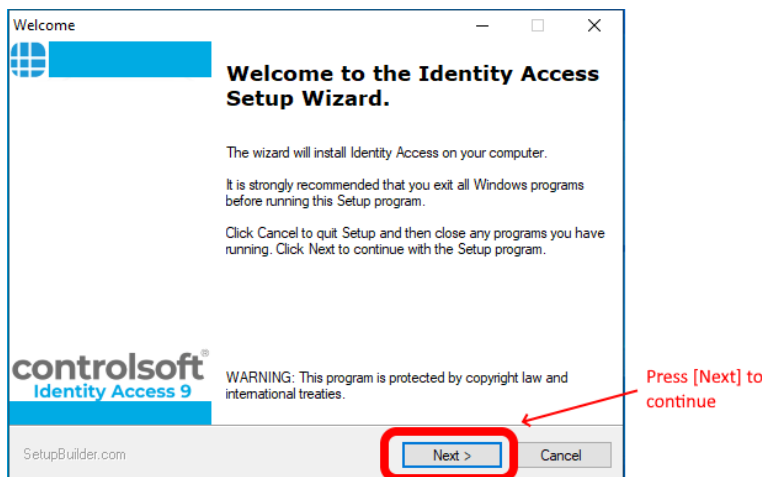 Welcome
Welcome to the Identity Access
Setup Wizard.
The wizard will install Identity Access on your computer.
It is strongly recommended that you exit all Windows programs
before running this Setup program.
Click Cancel to quit Setup and then close any programs you have
running. Click Next to continue with the Setup program.
controlsoft®
Identity Access 9
WARNING: This program is protected by copyright law and
international treaties.
Press [Next] to
continue
SetupBuilder.com
Next >
Cancel